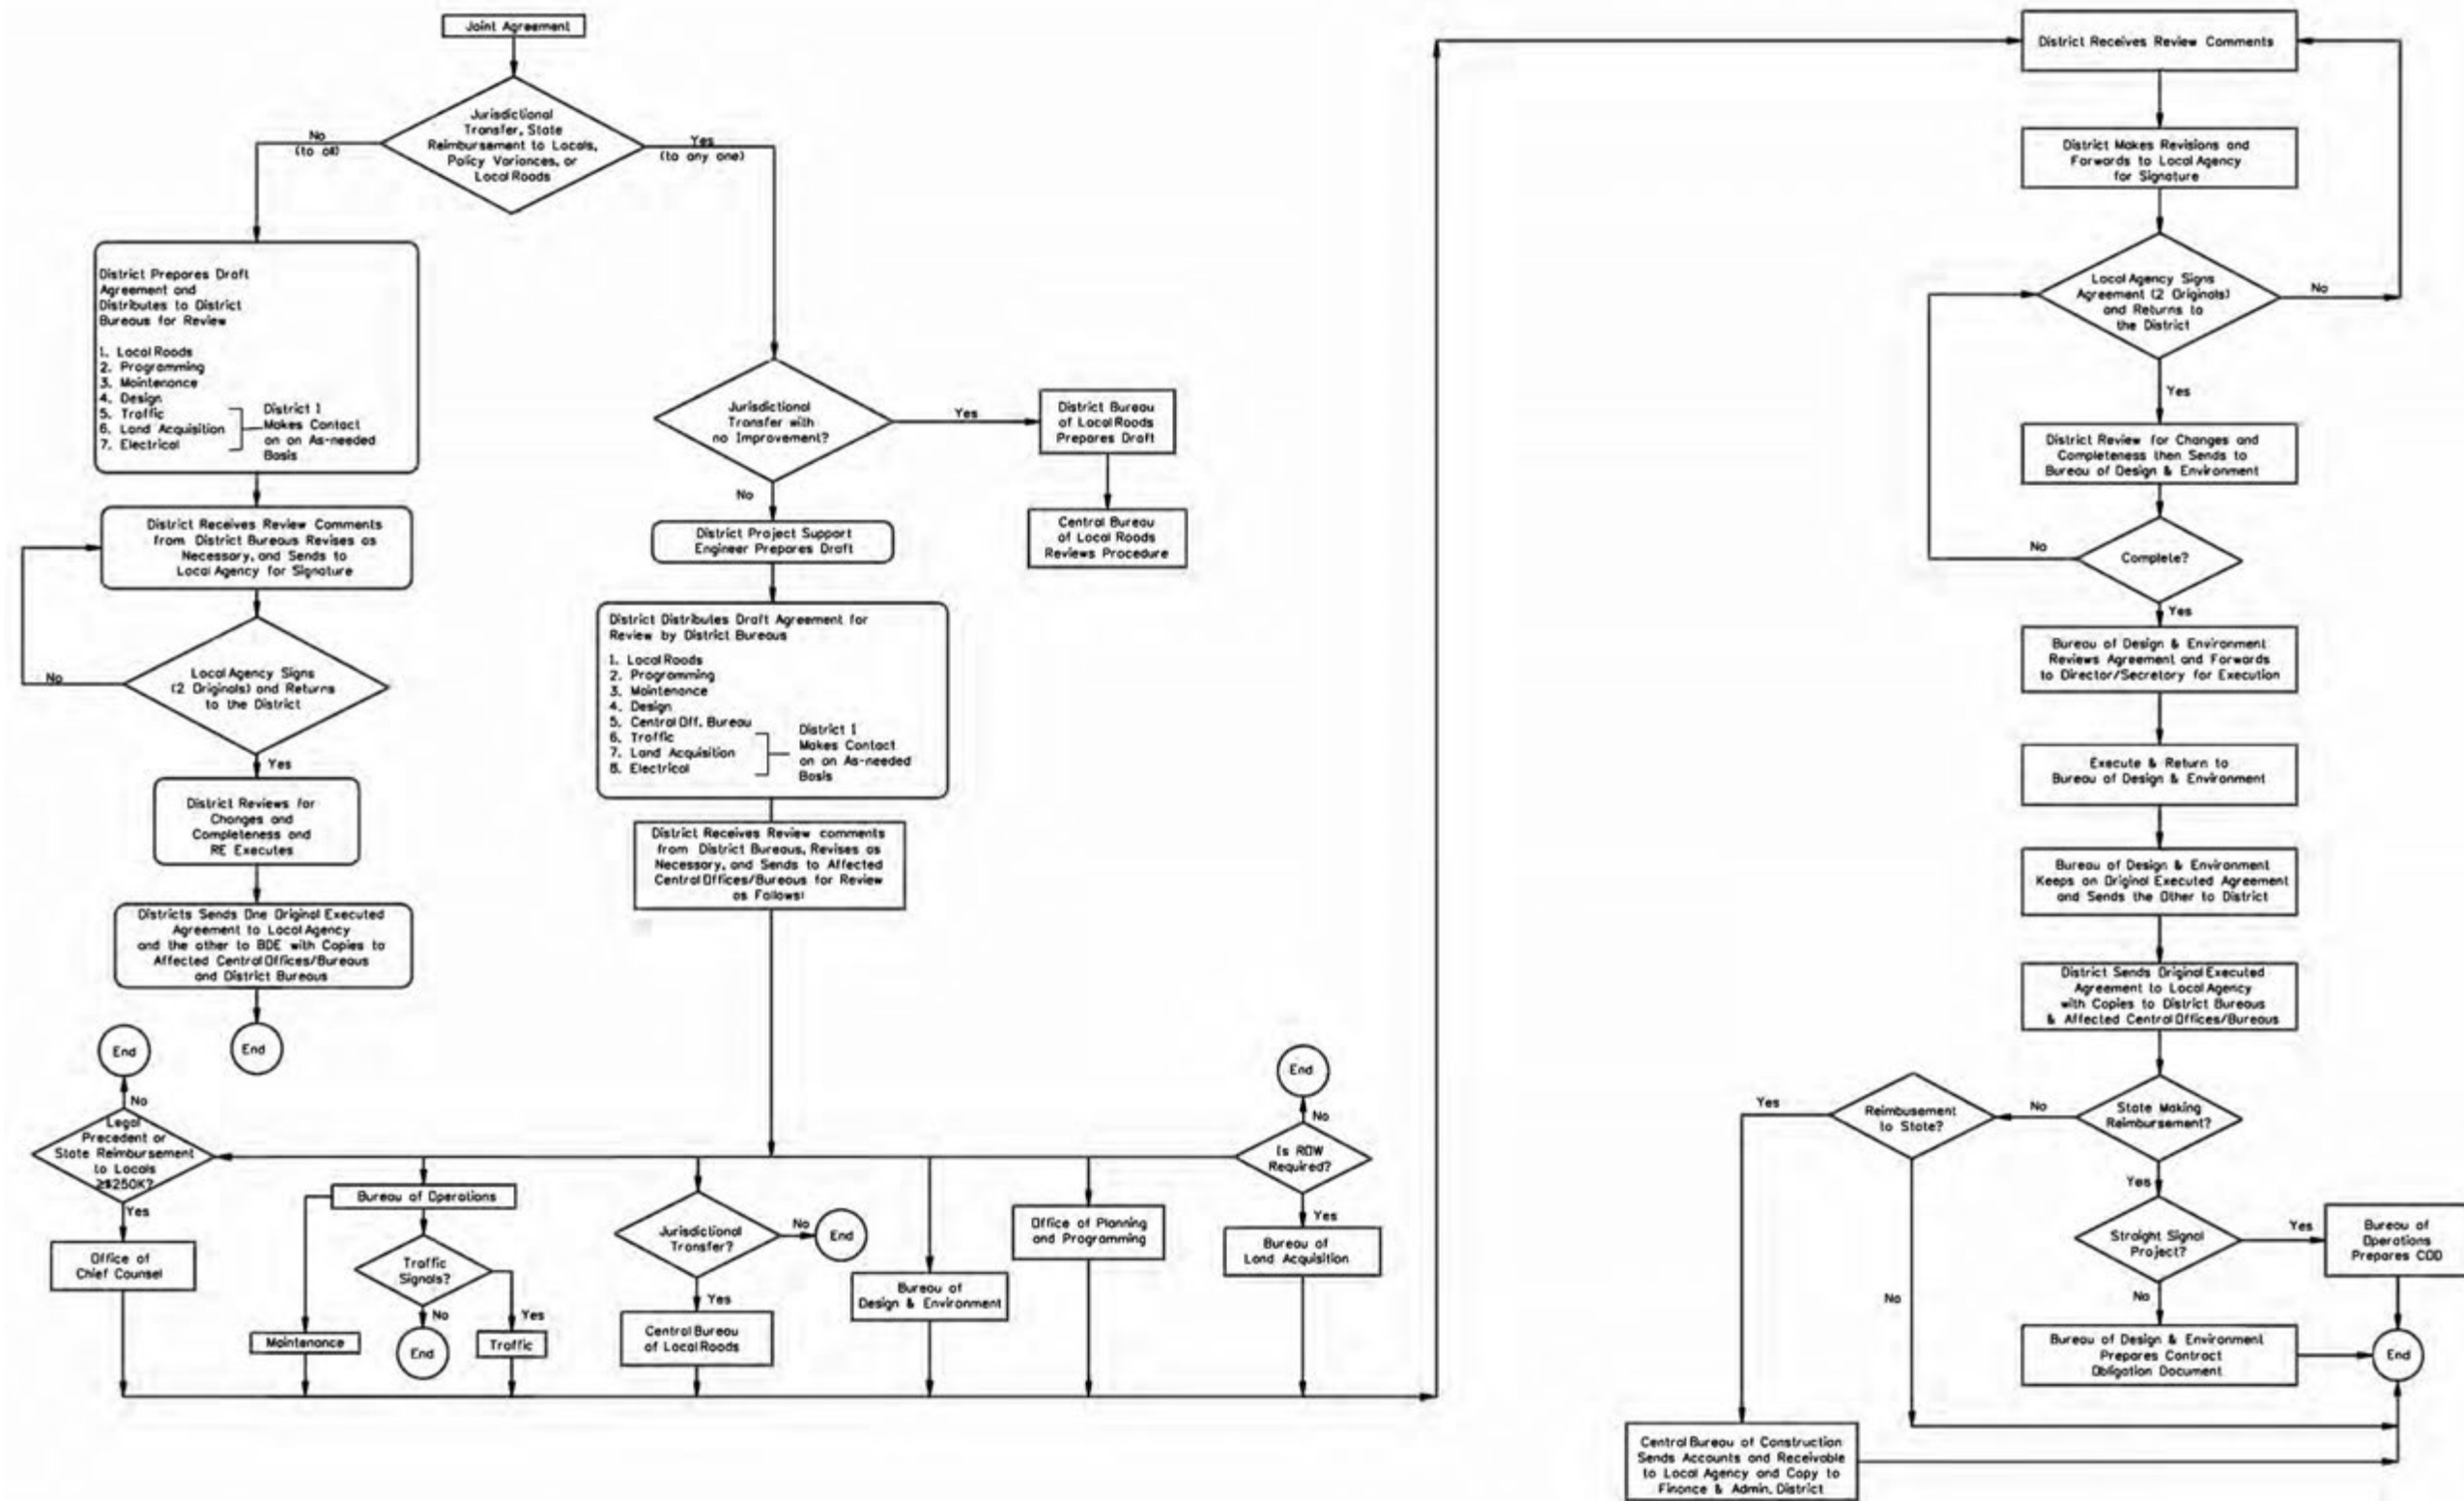 Joint Agreement
Jurisdictional
Transfer, State
Reimbursement to Locals,
Policy Variances, or
Local Roads
No
(to all)
Yes
(to any one)
District Prepares Draft
Agreement and
Distributes to District
Bureaus for Review
1. Local Roads
2. Programming
3. Maintenance
4. Design
5. Traffic
6. Land Acquisition
7. Electrical
District 1
Makes Contact
on on As-needed
Basis
District Receives Review Comments
from District Bureaus Revises as
Necessary, and Sends to
Local Agency for Signature
No
Local Agency Signs
(2 Originals) and Returns
to the District
Yes
District Reviews for
Changes and
Completeness and
RE Executes
Districts Sends One Original Executed
Agreement to Local Agency
and the other to BDE with Copies to
Affected Central Offices/Bureaus
and District Bureaus
End
Jurisdictional
Transfer with
no Improvement?
Yes
District Bureau
of Local Roads
Prepares Draft
Central Bureau
of Local Roads
Reviews Procedure
No
District Project Support
Engineer Prepares Draft
District Distributes Draft Agreement for
Review by District Bureaus
1. Local Roads
2. Programming
3. Maintenance
4. Design
5. Central Off. Bureau
6. Traffic
7. Land Acquisition
8. Electrical
District 1
Makes Contact
on on As-needed
Basis
District Receives Review comments
from District Bureaus, Revises as
Necessary, and Sends to Affected
Central Offices/Bureaus for Review
as Follows:
End
No
Legal
Precedent or
State Reimbursement
to Locals
≥$250K?
Yes
Office of
Chief Counsel
Bureau of Operations
Traffic
Signals?
No
End
Yes
Maintenance
Traffic
Jurisdictional
Transfer?
No
End
Yes
Central Bureau
of Local Roads
Bureau of
Design & Environment
Office of Planning
and Programming
End
No
Is ROW
Required?
Yes
Bureau of
Land Acquisition
District Receives Review Comments
District Makes Revisions and
Forwards to Local Agency
for Signature
Local Agency Signs
Agreement (2 Originals)
and Returns to
the District
No
Yes
District Review for Changes and
Completeness then Sends to
Bureau of Design & Environment
Complete?
No
Yes
Bureau of Design & Environment
Reviews Agreement and Forwards
to Director/Secretary for Execution
Execute & Return to
Bureau of Design & Environment
Bureau of Design & Environment
Keeps an Original Executed Agreement
and Sends the Other to District
District Sends Original Executed
Agreement to Local Agency
with Copies to District Bureaus
& Affected Central Offices/Bureaus
State Making
Reimbursement?
No
Reimbusement
to State?
Yes
No
Yes
Straight Signal
Project?
Yes
Bureau of
Operations
Prepares COD
No
Bureau of Design & Environment
Prepares Contract
Obligation Document
End
Central Bureau of Construction
Sends Accounts and Receivable
to Local Agency and Copy to
Finance & Admin. District